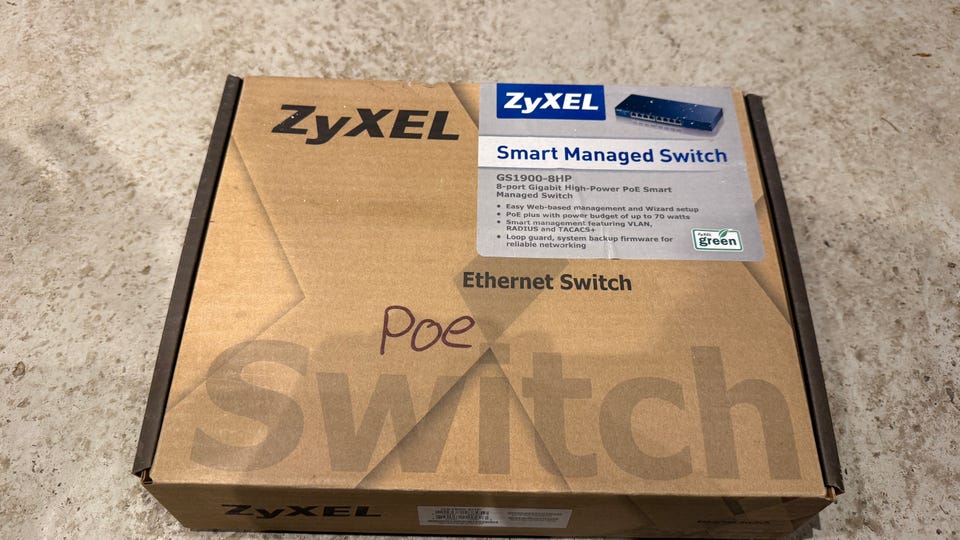 ZyXEL
ZyXEL
Smart Managed Switch
GS1900-8HP
8-port Gigabit High-Power PoE Smart
Managed Switch
• Easy Web-based management and Wizard setup
• PoE plus with power budget of up to 70 watts
• Smart management featuring VLAN,
RADIUS and TACACS+
• Loop guard, system backup firmware for
reliable networking
ZyXEL
green
Ethernet Switch
Poe
Switch
ZyXEL